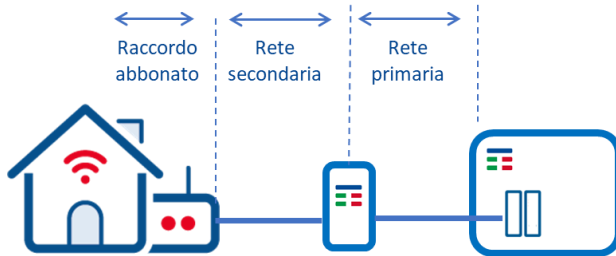 Raccordo
abbonato
Rete
secondaria
Rete
primaria